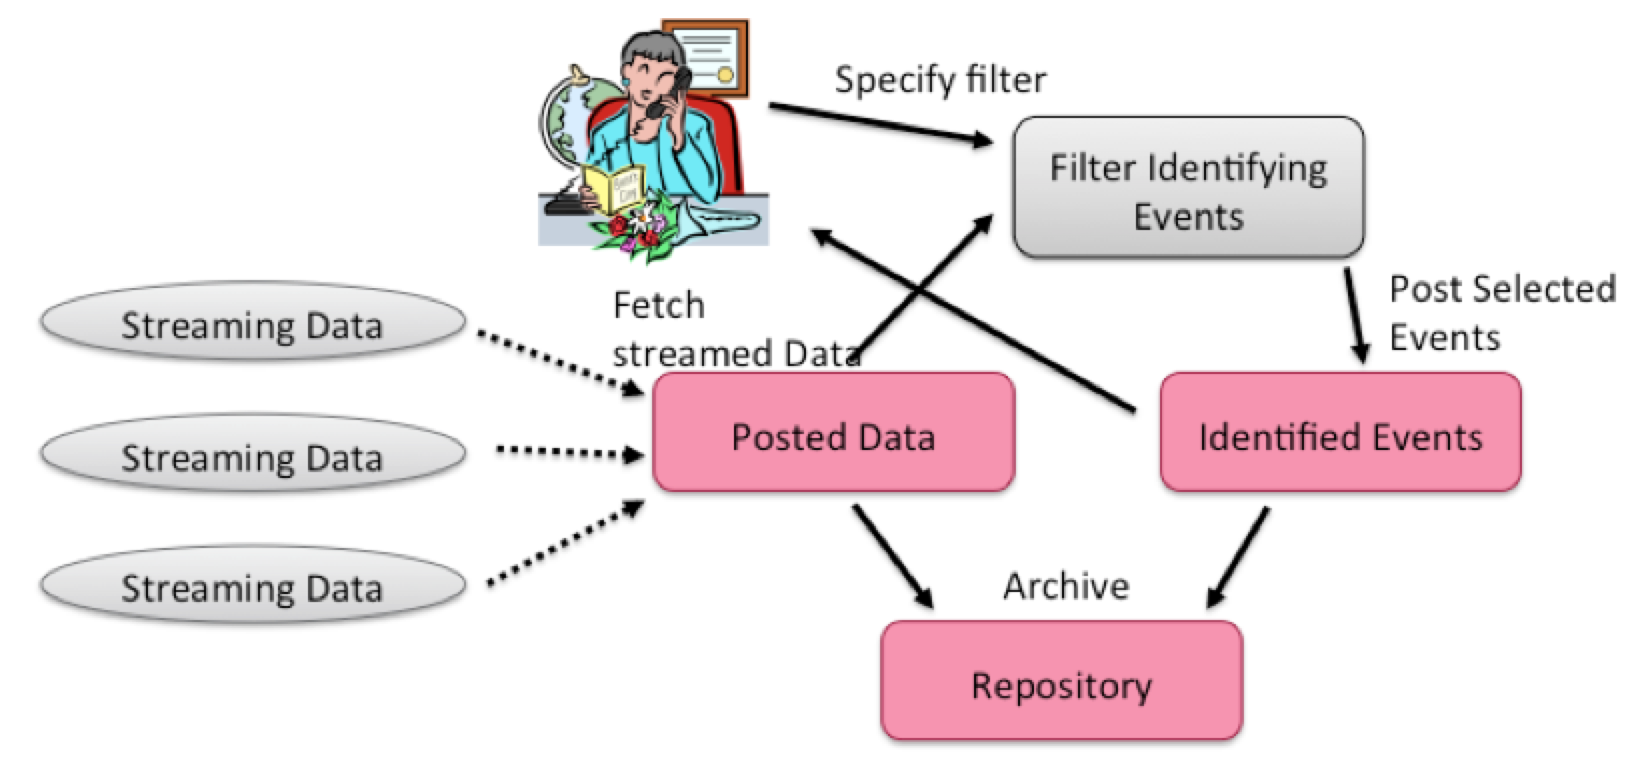 Specify filter
Filter Identifying
Events
Streaming Data
Fetch
streamed Data
Post Selected
Events
Streaming Data
Posted Data
Identified Events
Streaming Data
Archive
Repository